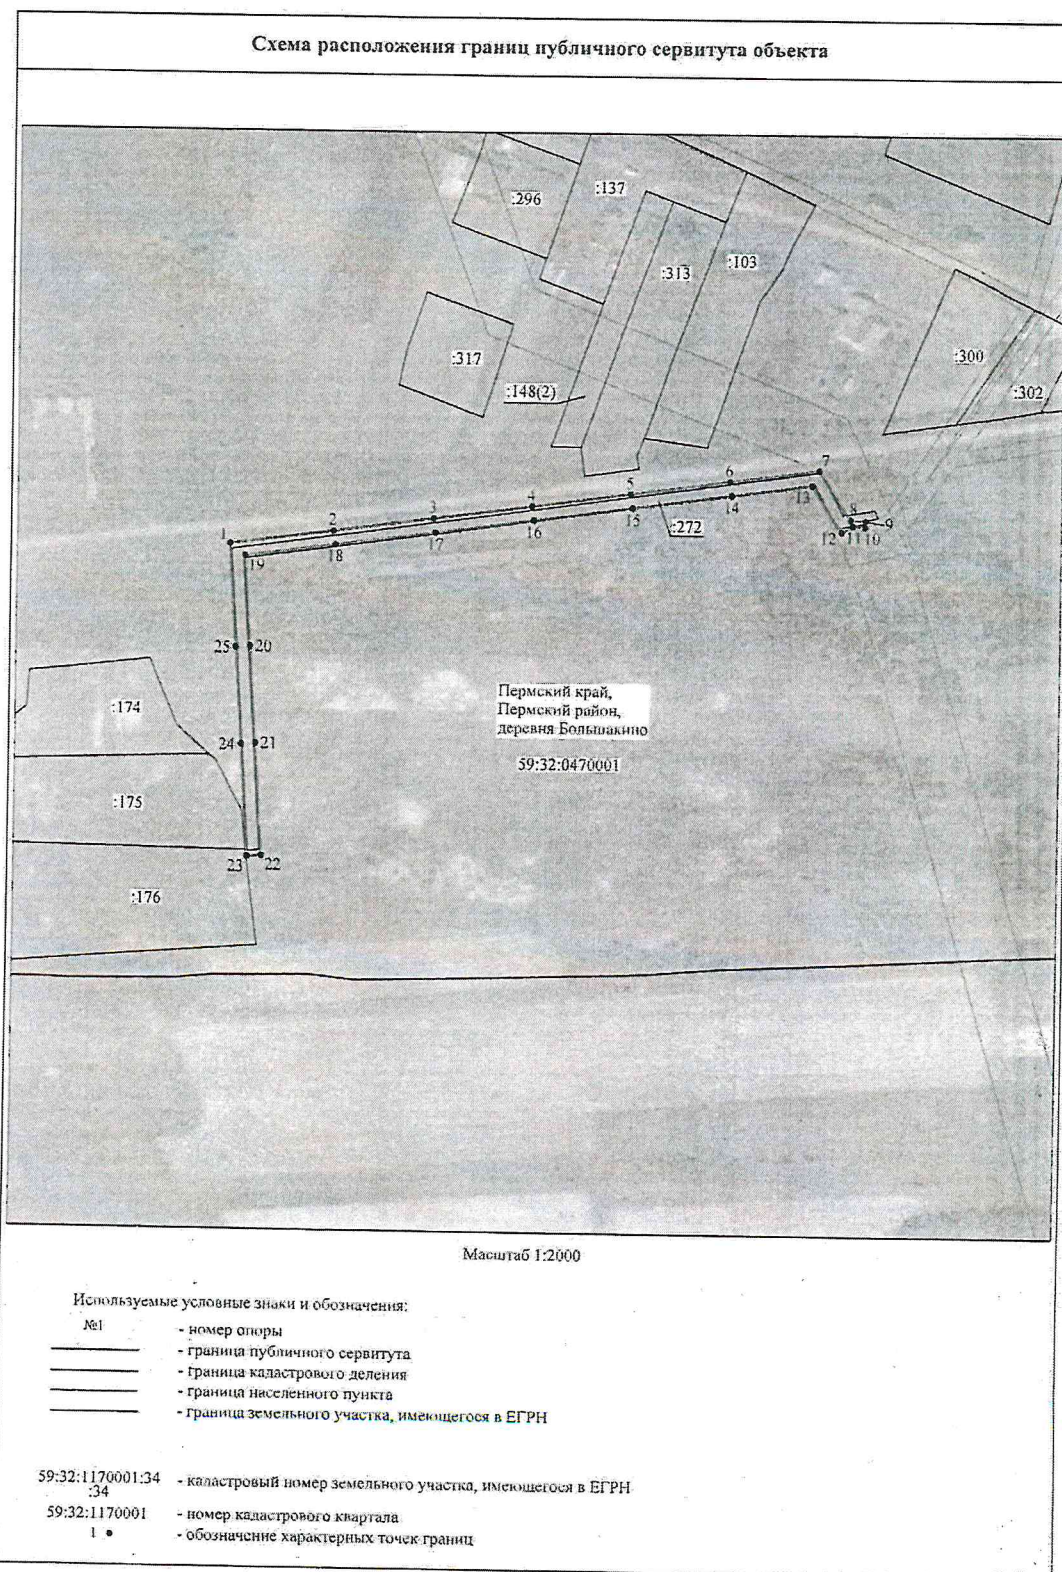 Схема расположения границ публичного сервитута объекта
:296
:137
:313
:103
:317
:148(2)
:300
:302
1
2
3
4
5
6
7
8
9
10
11
12
13
14
15
16
17
18
19
:272
25
20
24
21
23
22
:174
:175
:176
Пермский край,
Пермский район,
деревня Большакино
59:32:0470001
Масштаб 1:2000
Используемые условные знаки и обозначения:
№1 - номер опоры
- граница публичного сервитута
- граница кадастрового деления
- граница населенного пункта
- граница земельного участка, имеющегося в ЕГРН
59:32:1170001:34
:34 - кадастровый номер земельного участка, имеющегося в ЕГРН
59:32:1170001 - номер кадастрового квартала
1 - обозначение характерных точек границ